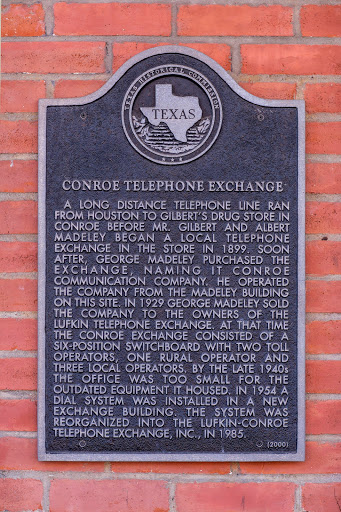 TEXAS HISTORICAL COMMISSION
TEXAS
CONROE TELEPHONE EXCHANGE
A LONG DISTANCE TELEPHONE LINE RAN
FROM HOUSTON TO GILBERT'S DRUG STORE IN
CONROE BEFORE MR. GILBERT AND ALBERT
MADELEY BEGAN A LOCAL TELEPHONE
EXCHANGE IN THE STORE IN 1899. SOON
AFTER, GEORGE MADELEY PURCHASED THE
EXCHANGE, NAMING IT CONROE
COMMUNICATION COMPANY. HE OPERATED
THE COMPANY FROM THE MADELEY BUILDING
ON THIS SITE. IN 1929 GEORGE MADELEY SOLD
THE COMPANY TO THE OWNERS OF THE
LUFKIN TELEPHONE EXCHANGE. AT THAT TIME
THE CONROE EXCHANGE CONSISTED OF A
SIX-POSITION SWITCHBOARD WITH TWO TOLL
OPERATORS, ONE RURAL OPERATOR AND
THREE LOCAL OPERATORS. BY THE LATE 1940s
THE OFFICE WAS TOO SMALL FOR THE
OUTDATED EQUIPMENT IT HOUSED. IN 1954 A
DIAL SYSTEM WAS INSTALLED IN A NEW
EXCHANGE BUILDING. THE SYSTEM WAS
REORGANIZED INTO THE LUFKIN-CONROE
TELEPHONE EXCHANGE, INC., IN 1985.
(2000)